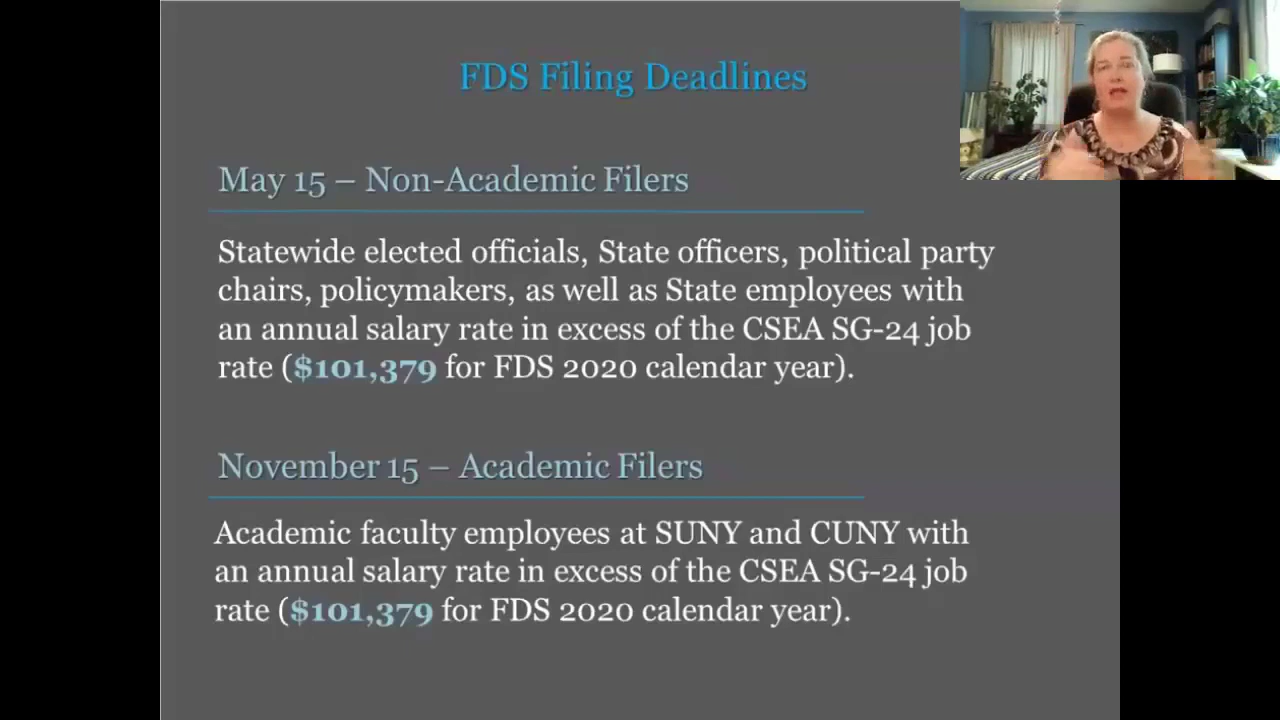 FDS Filing Deadlines
May 15 – Non-Academic Filers
Statewide elected officials, State officers, political party
chairs, policymakers, as well as State employees with
an annual salary rate in excess of the CSEA SG-24 job
rate ($101,379 for FDS 2020 calendar year).
November 15 – Academic Filers
Academic faculty employees at SUNY and CUNY with
an annual salary rate in excess of the CSEA SG-24 job
rate ($101,379 for FDS 2020 calendar year).